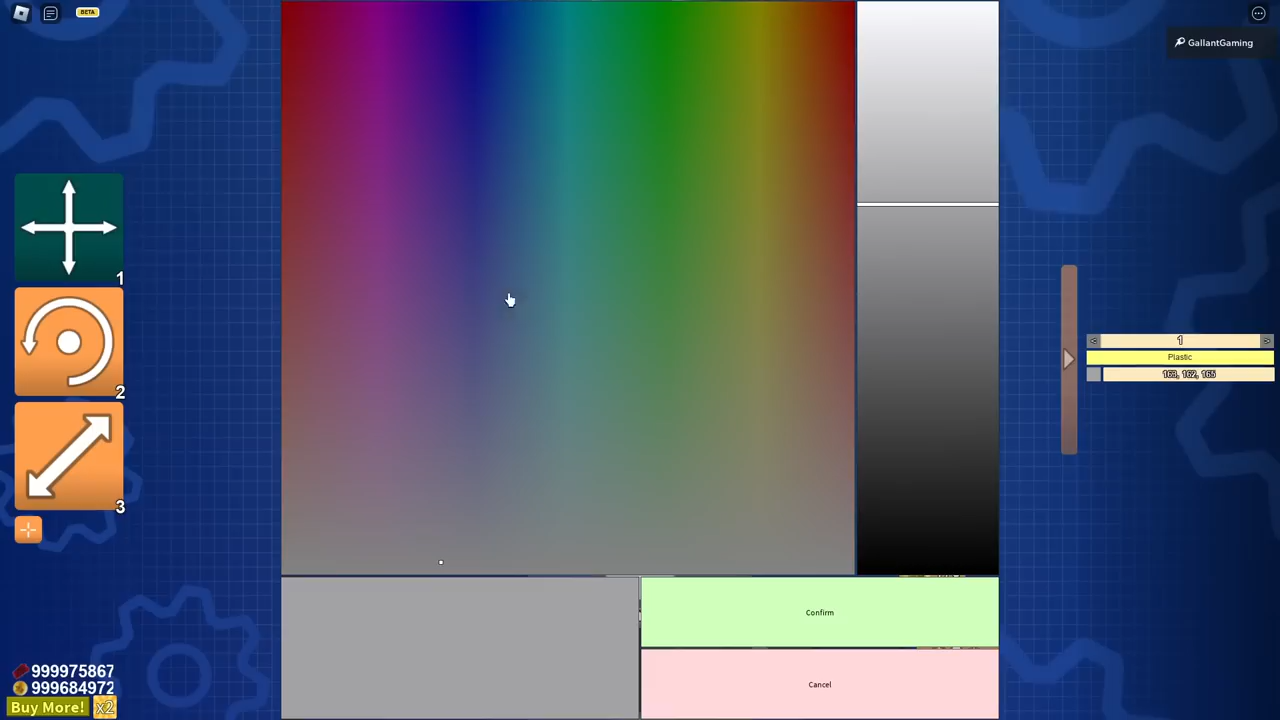 BETA
GallantGaming
1
2
3
< 1 >
Plastic
163, 162, 165
Confirm
Cancel
999975867
999684972
Buy More! x2